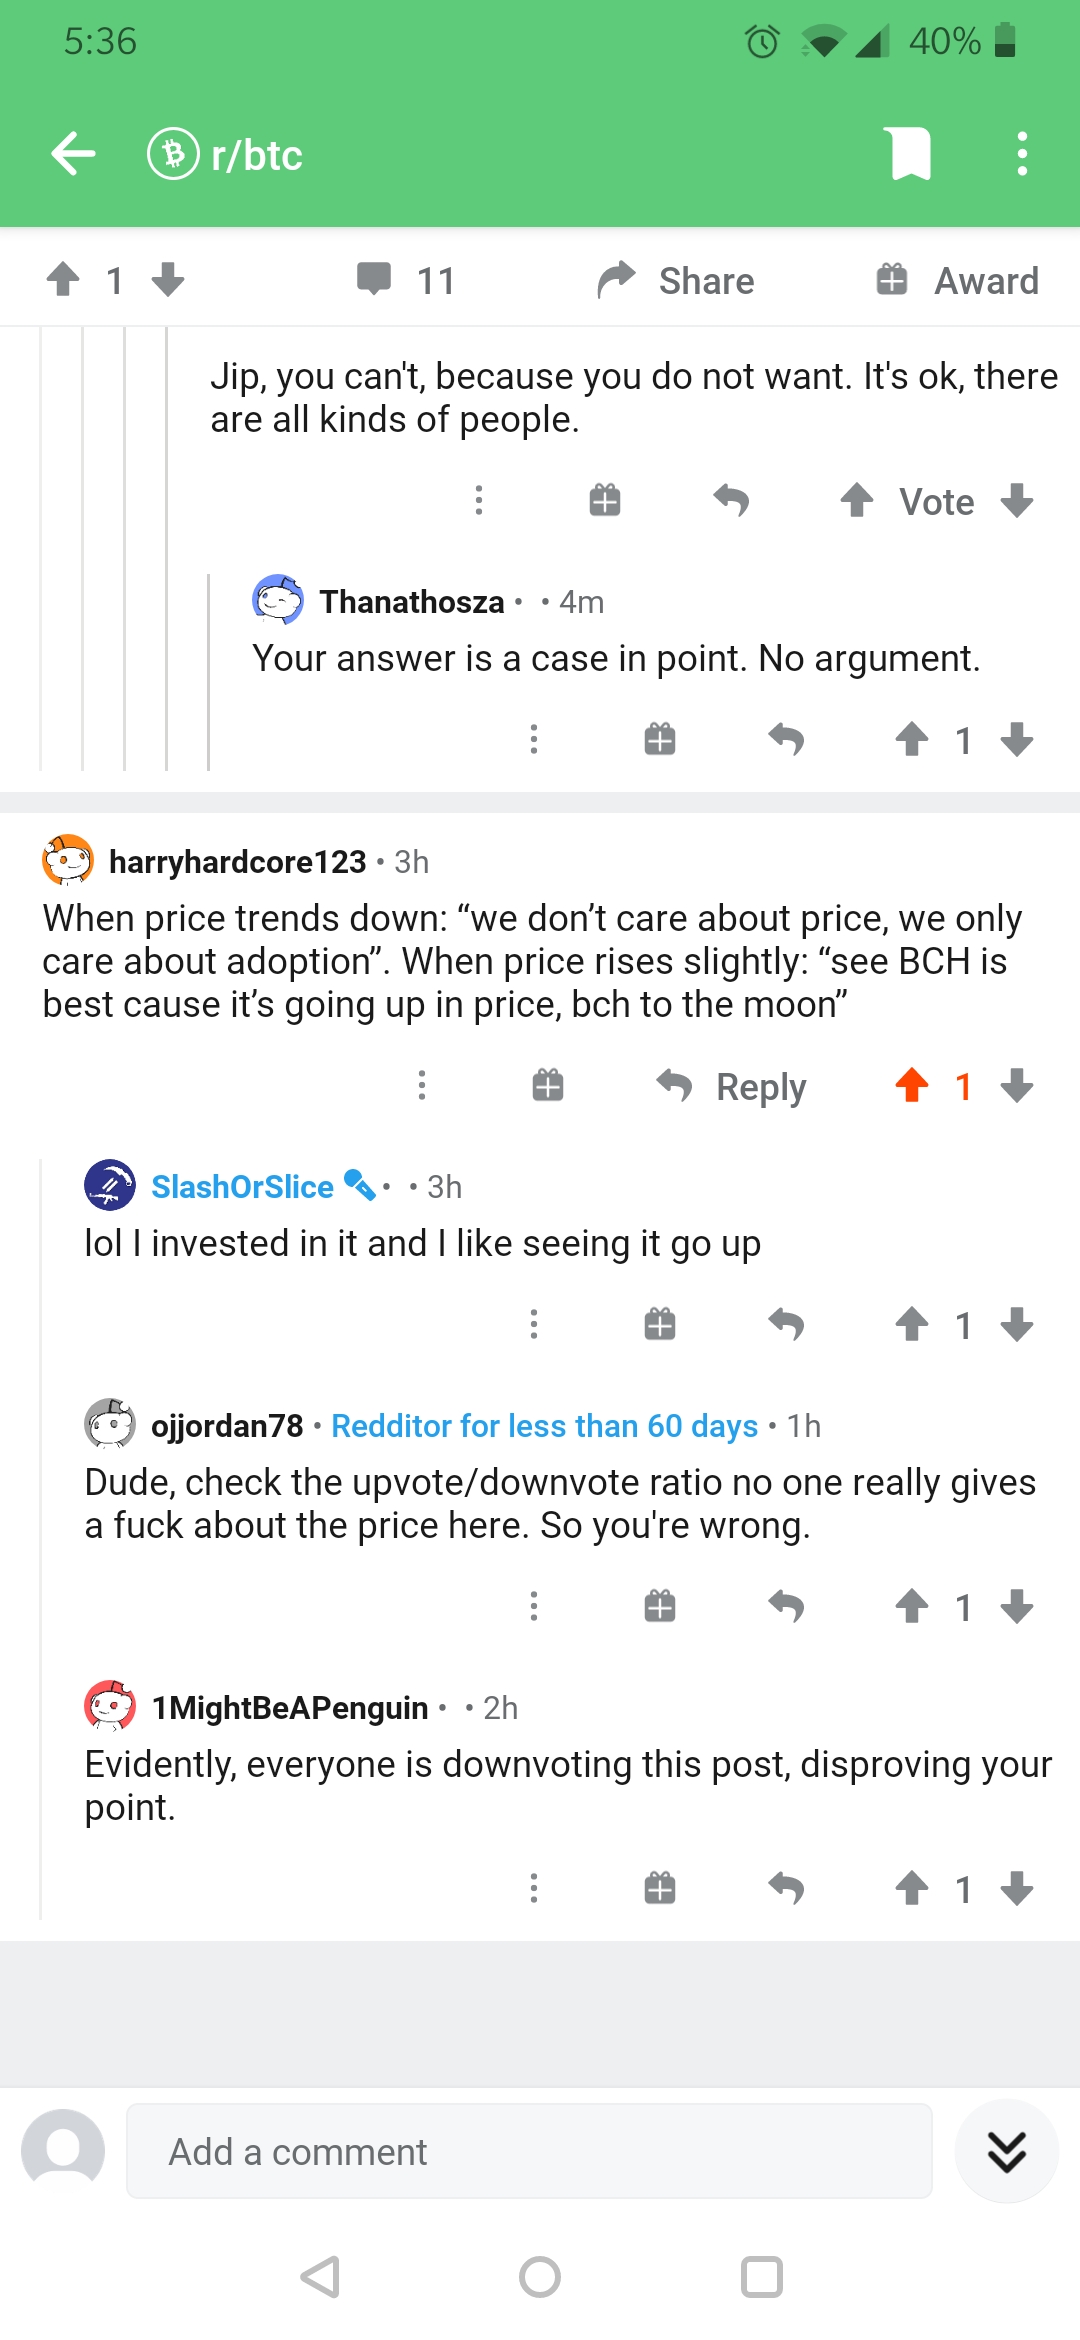 5:36
40%
r/btc
1
11
Share
Award
Jip, you can't, because you do not want. It's ok, there
are all kinds of people.
Vote
Thanathosza • • 4m
Your answer is a case in point. No argument.
1
harryhardcore123 • 3h
When price trends down: “we don’t care about price, we only
care about adoption”. When price rises slightly: “see BCH is
best cause it’s going up in price, bch to the moon”
Reply
1
SlashOrSlice • • 3h
lol I invested in it and I like seeing it go up
1
ojjordan78 • Redditor for less than 60 days • 1h
Dude, check the upvote/downvote ratio no one really gives
a fuck about the price here. So you're wrong.
1
1MightBeAPenguin • • 2h
Evidently, everyone is downvoting this post, disproving your
point.
1
Add a comment